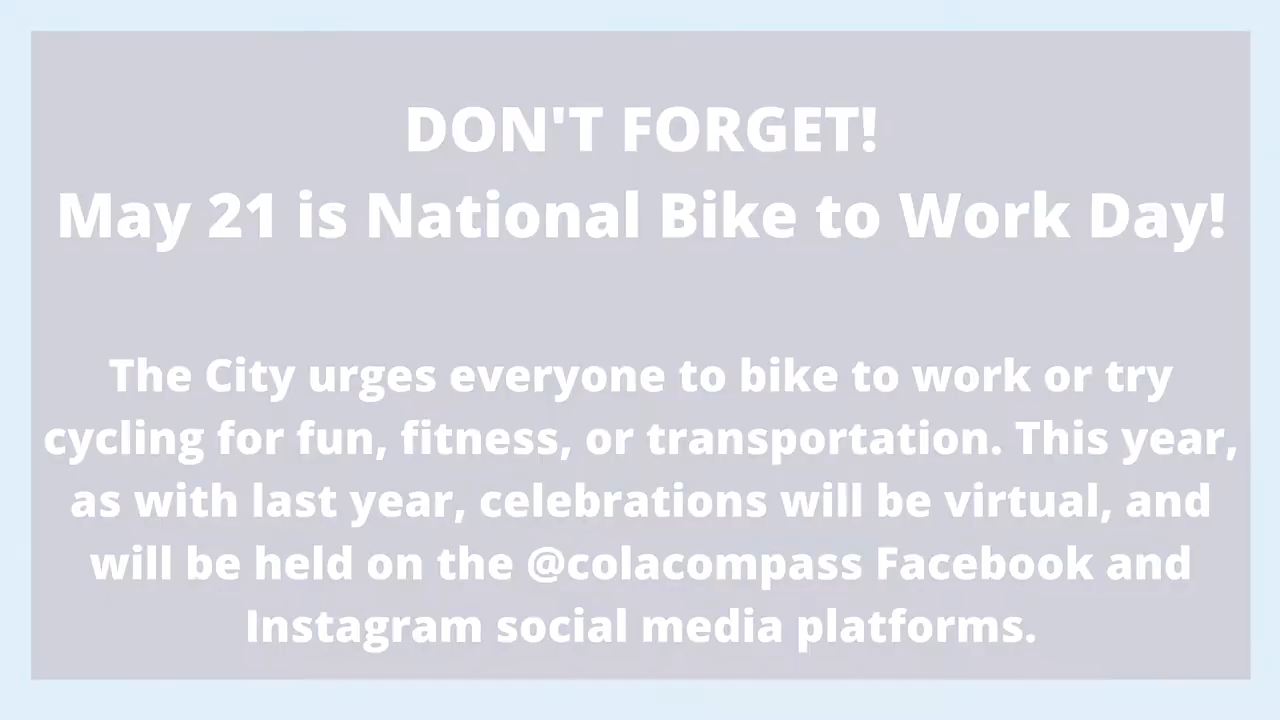 DON'T FORGET!
May 21 is National Bike to Work Day!
The City urges everyone to bike to work or try
cycling for fun, fitness, or transportation. This year,
as with last year, celebrations will be virtual, and
will be held on the @colacompass Facebook and
Instagram social media platforms.